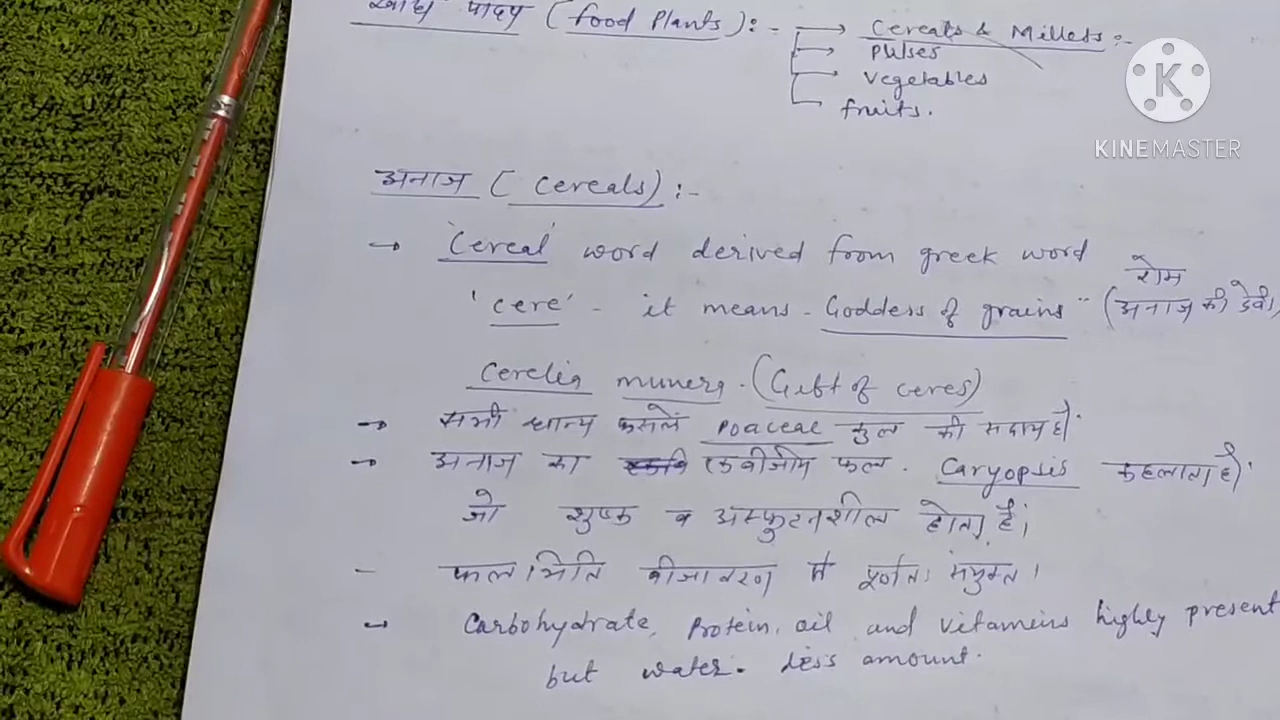 खाद्य पादप (food Plants) :- → Cereals & Millets :-
→ Pulses
→ Vegetables
fruits.
K
KINEMASTER
अनाज (Cereals) :-
→ 'Cereal' word derived from greek word
रोम
'cere' - it means - Goddess of grains" (अनाज की देवी)
Cerelia munera - (Gift of ceres)
→ सभी धान्य फसलें Poaceae कुल की सदस्य है।
→ अनाज का एकबीजीय फल . Caryopsis कहलाता है।
जो शुष्क व अस्फुटनशील होता है।
- फलभित्ति बीजावरण से पूर्णतः संयुक्त।
→ Carbohydrate, Protein, oil and vitamins highly present
but water - less amount.